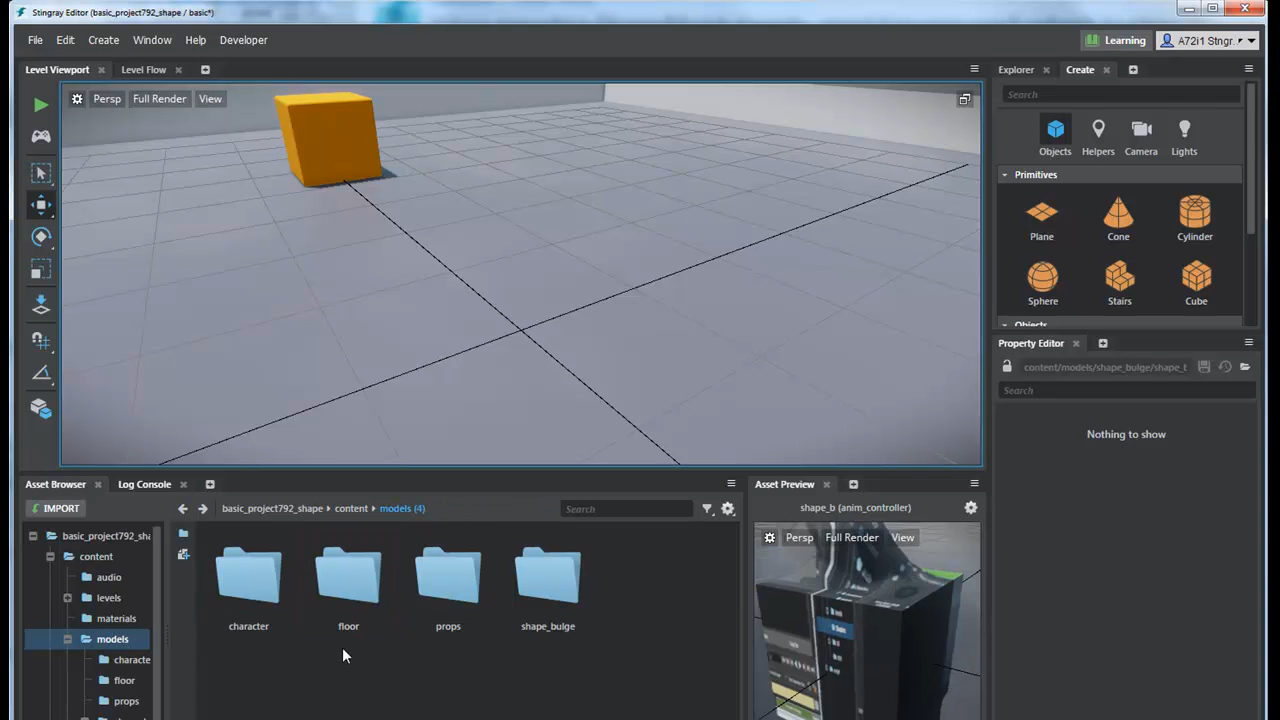 Stingray Editor (basic_project792_shape / basic*)
File Edit Create Window Help Developer
Learning A72i1 Stngr
Level Viewport Level Flow
Explorer Create
Persp Full Render View
Search
Objects Helpers Camera Lights
Primitives
Plane Cone Cylinder
Sphere Stairs Cube
Objects
Property Editor
content/models/shape_bulge/shape_b
Search
Nothing to show
Asset Browser Log Console
IMPORT
basic_project792_shape content models (4)
Search
basic_project792_sha
content
audio
levels
materials
models
characte
floor
props
character floor props shape_bulge
Asset Preview
shape_b (anim_controller)
Persp Full Render View